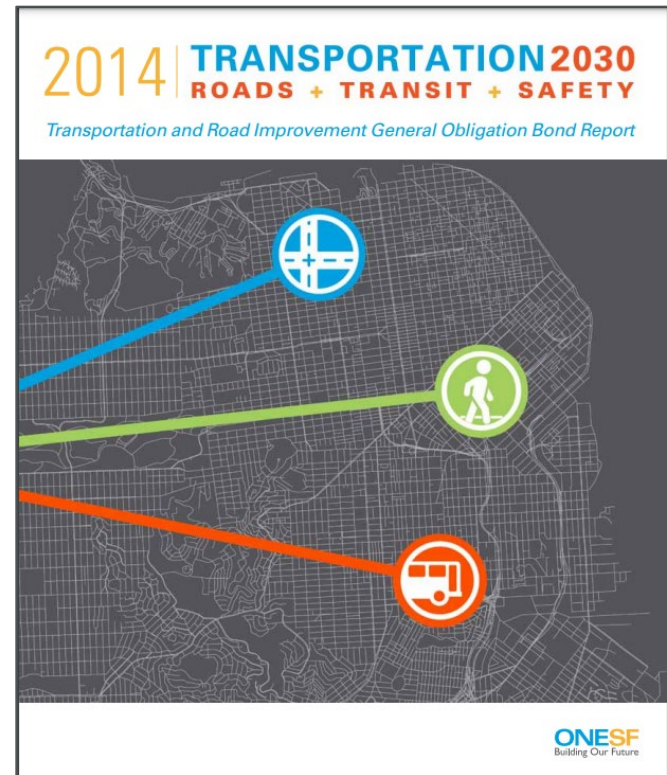 2014 | TRANSPORTATION 2030
ROADS + TRANSIT + SAFETY
Transportation and Road Improvement General Obligation Bond Report
ONESF
Building Our Future